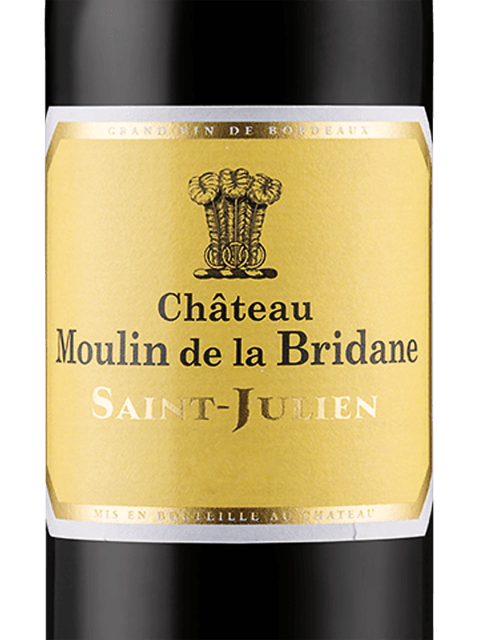 GRAND VIN DE BORDEAUX
Château
Moulin de la Bridane
SAINT-JULIEN
MIS EN BOUTEILLE AU CHATEAU